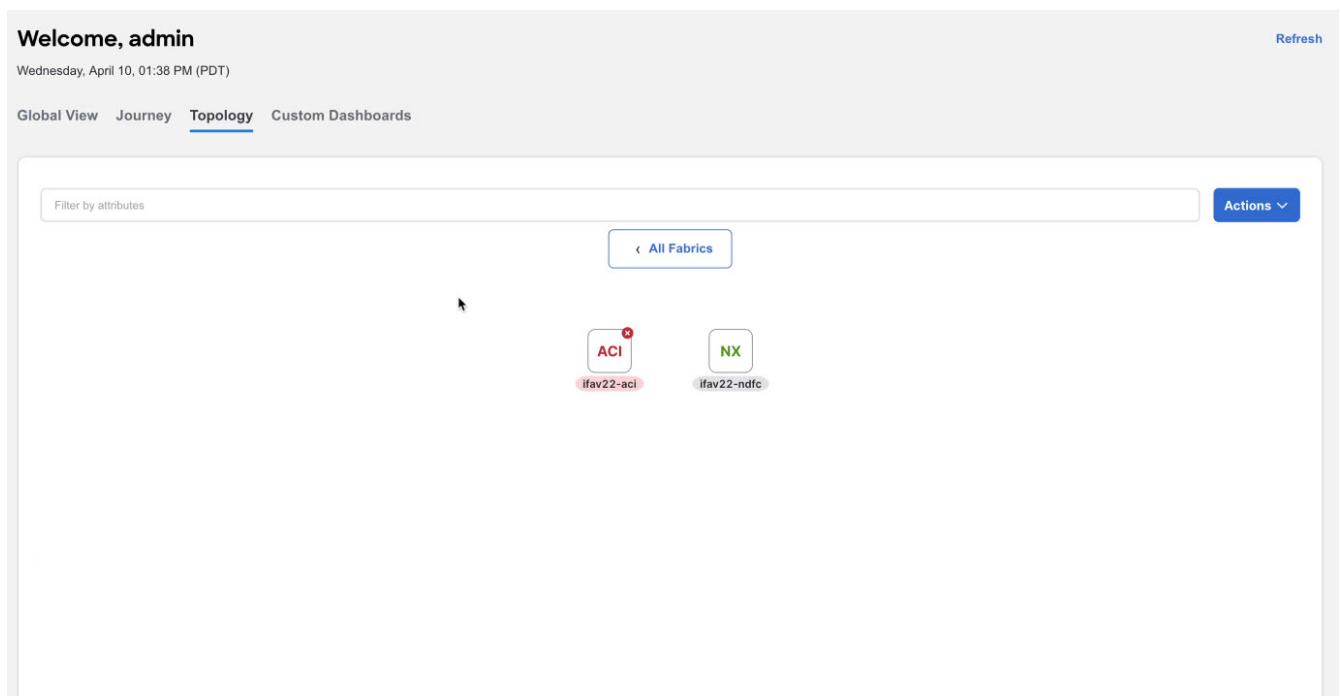 Welcome, admin
Refresh
Wednesday, April 10, 01:38 PM (PDT)
Global View Journey Topology Custom Dashboards
Filter by attributes
Actions
‹ All Fabrics
ACI NX
ifav22-aci ifav22-ndfc